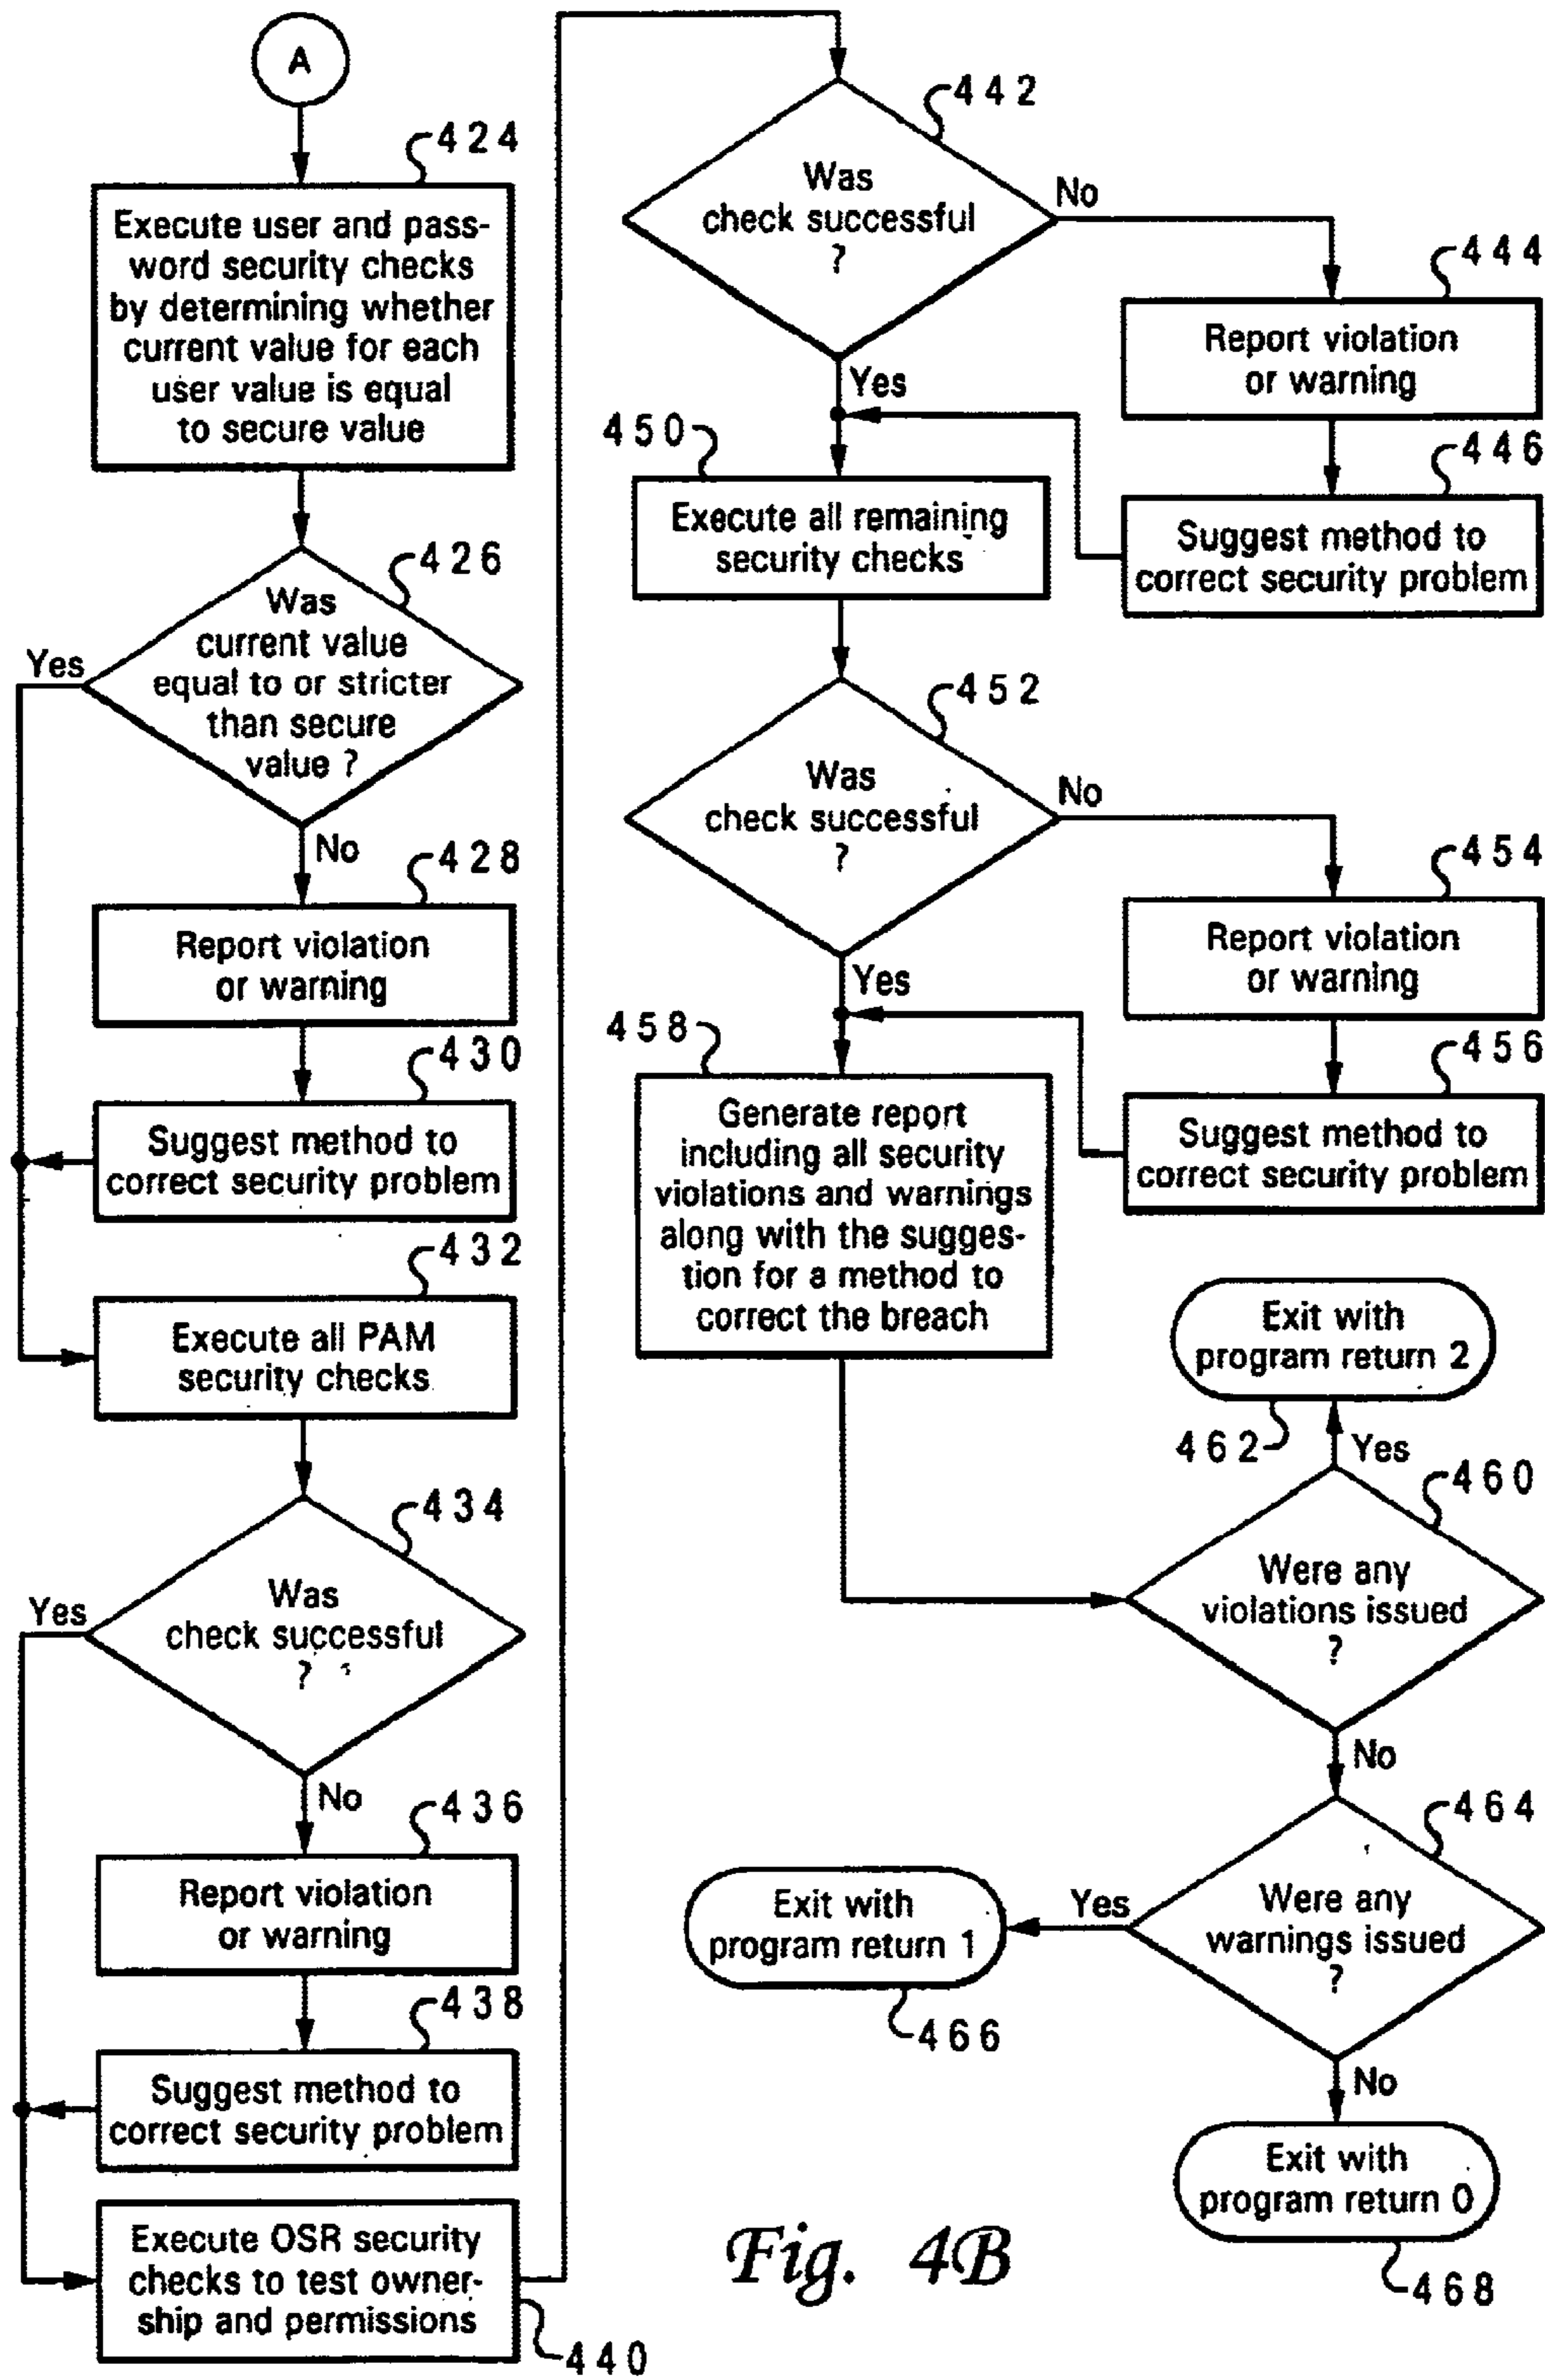 A
424
Execute user and pass-
word security checks
by determining whether
current value for each
user value is equal
to secure value
426
Was
current value
equal to or stricter
than secure
value ?
Yes
No
428
Report violation
or warning
430
Suggest method to
correct security problem
432
Execute all PAM
security checks
434
Was
check successful
?
Yes
No
436
Report violation
or warning
438
Suggest method to
correct security problem
Execute OSR security
checks to test owner-
ship and permissions
440
442
Was
check successful
?
No
Yes
444
Report violation
or warning
446
Suggest method to
correct security problem
450
Execute all remaining
security checks
452
Was
check successful
?
No
Yes
454
Report violation
or warning
456
Suggest method to
correct security problem
458
Generate report
including all security
violations and warnings
along with the sugges-
tion for a method to
correct the breach
Exit with
program return 2
462
Yes
460
Were any
violations issued
?
No
464
Were any
warnings issued
?
Yes
Exit with
program return 1
466
No
Exit with
program return 0
468
Fig. 4B